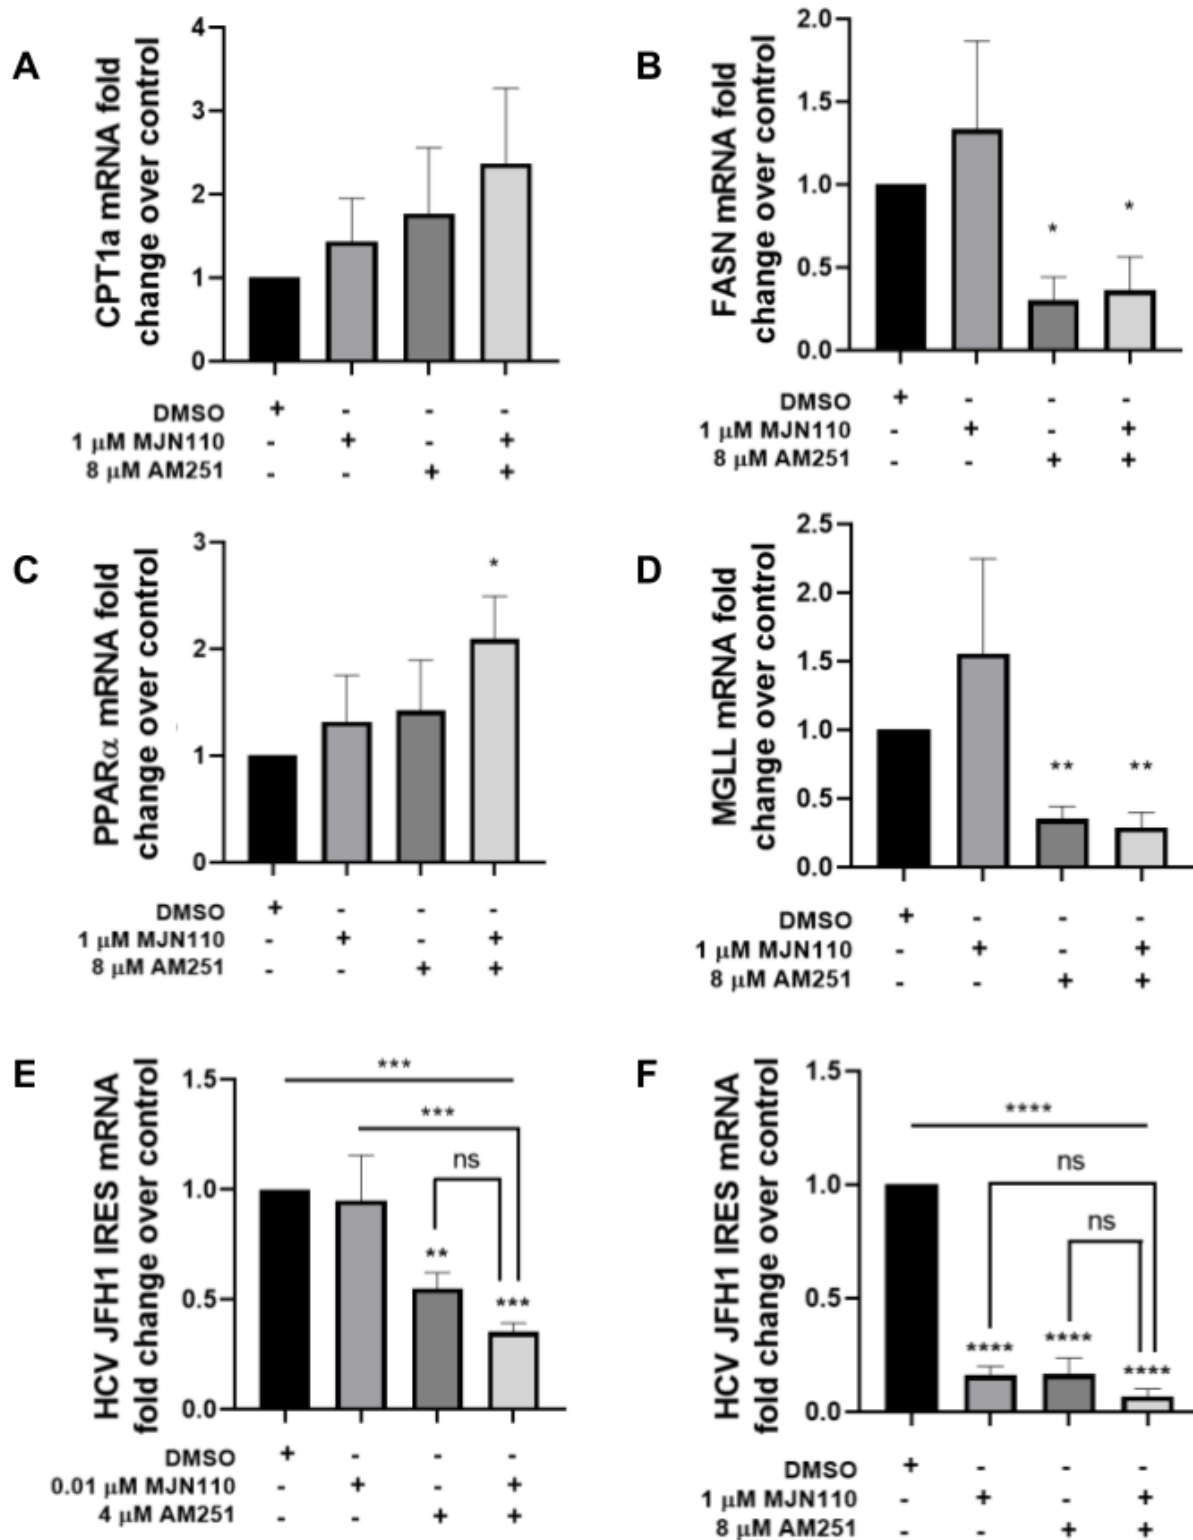 A
CPT1a mRNA fold
change over control
4
3
2
1
0
DMSO + - - -
1 μM MJN110 - + - +
8 μM AM251 - - + +
B
FASN mRNA fold
change over control
2.0
1.5
1.0
0.5
0.0
*
*
DMSO + - - -
1 μM MJN110 - + - +
8 μM AM251 - - + +
C
PPARα mRNA fold
change over control
3
2
1
0
*
DMSO + - - -
1 μM MJN110 - + - +
8 μM AM251 - - + +
D
MGLL mRNA fold
change over control
2.5
2.0
1.5
1.0
0.5
0.0
** **
DMSO + - - -
1 μM MJN110 - + - +
8 μM AM251 - - + +
E
HCV JFH1 IRES mRNA
fold change over control
1.5
1.0
0.5
0.0
***
***
ns
**
***
DMSO + - - -
0.01 μM MJN110 - + - +
4 μM AM251 - - + +
F
HCV JFH1 IRES mRNA
fold change over control
1.5
1.0
0.5
0.0
****
ns
ns
****
****
****
DMSO + - - -
1 μM MJN110 - + - +
8 μM AM251 - - + +